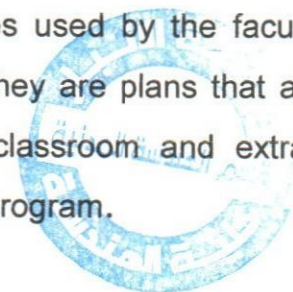 es used by the facu
hey are plans that a
classroom and extra
rogram.